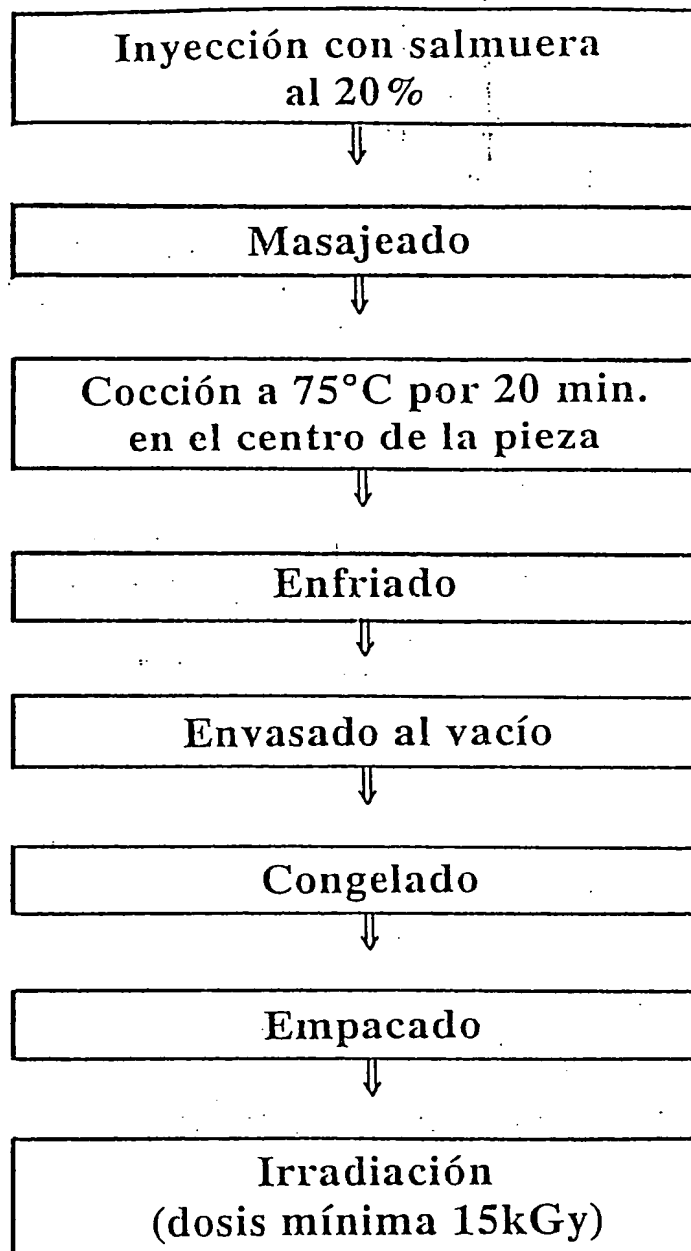 Inyección con salmuera
al 20%
Masajeado
Cocción a 75°C por 20 min.
en el centro de la pieza
Enfriado
Envasado al vacío
Congelado
Empacado
Irradiación
(dosis mínima 15kGy)